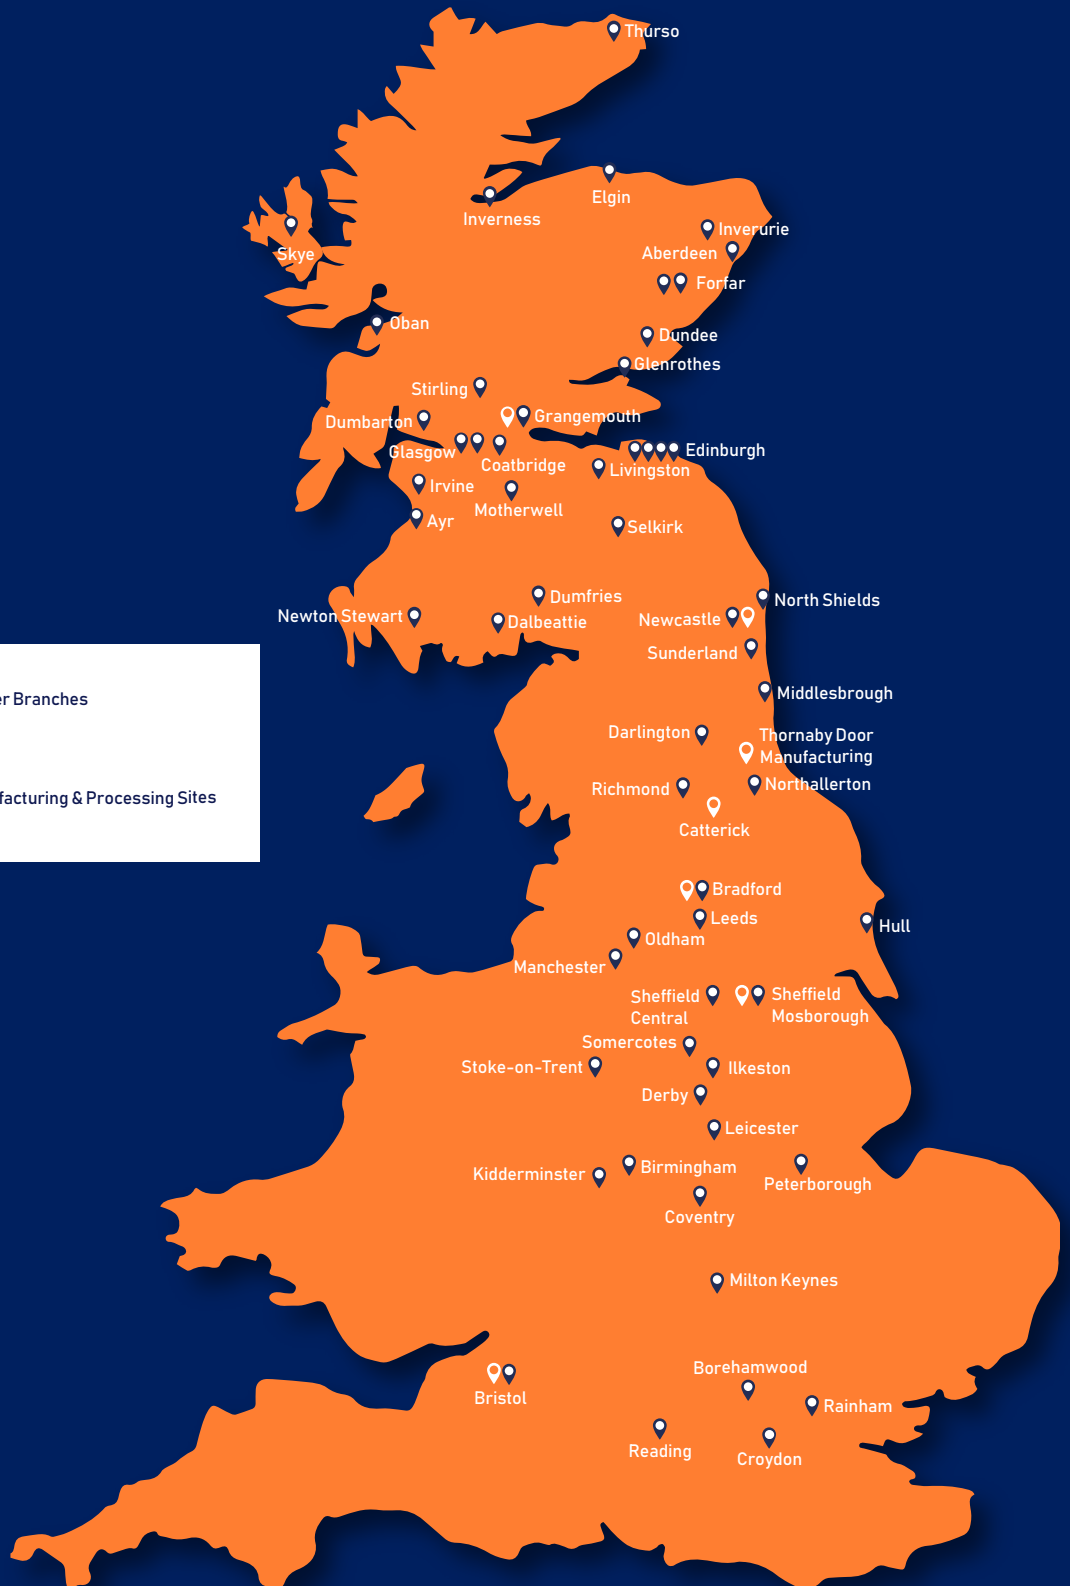 Thurso
Elgin
Inverness
Inverurie
Aberdeen
Skye
Forfar
Oban
Dundee
Glenrothes
Stirling
Grangemouth
Dumbarton
Glasgow
Edinburgh
Coatbridge
Livingston
Irvine
Motherwell
Ayr
Selkirk
Dumfries
North Shields
Newton Stewart
Dalbeattie
Newcastle
Sunderland
Branches
Middlesbrough
Darlington
Thornaby Door
Manufacturing
Northallerton
Richmond
& Processing Sites
Catterick
Bradford
Leeds
Hull
Oldham
Manchester
Sheffield
Central
Sheffield
Mosborough
Somercotes
Stoke-on-Trent
Ilkeston
Derby
Leicester
Birmingham
Kidderminster
Peterborough
Coventry
Milton Keynes
Borehamwood
Bristol
Rainham
Reading
Croydon